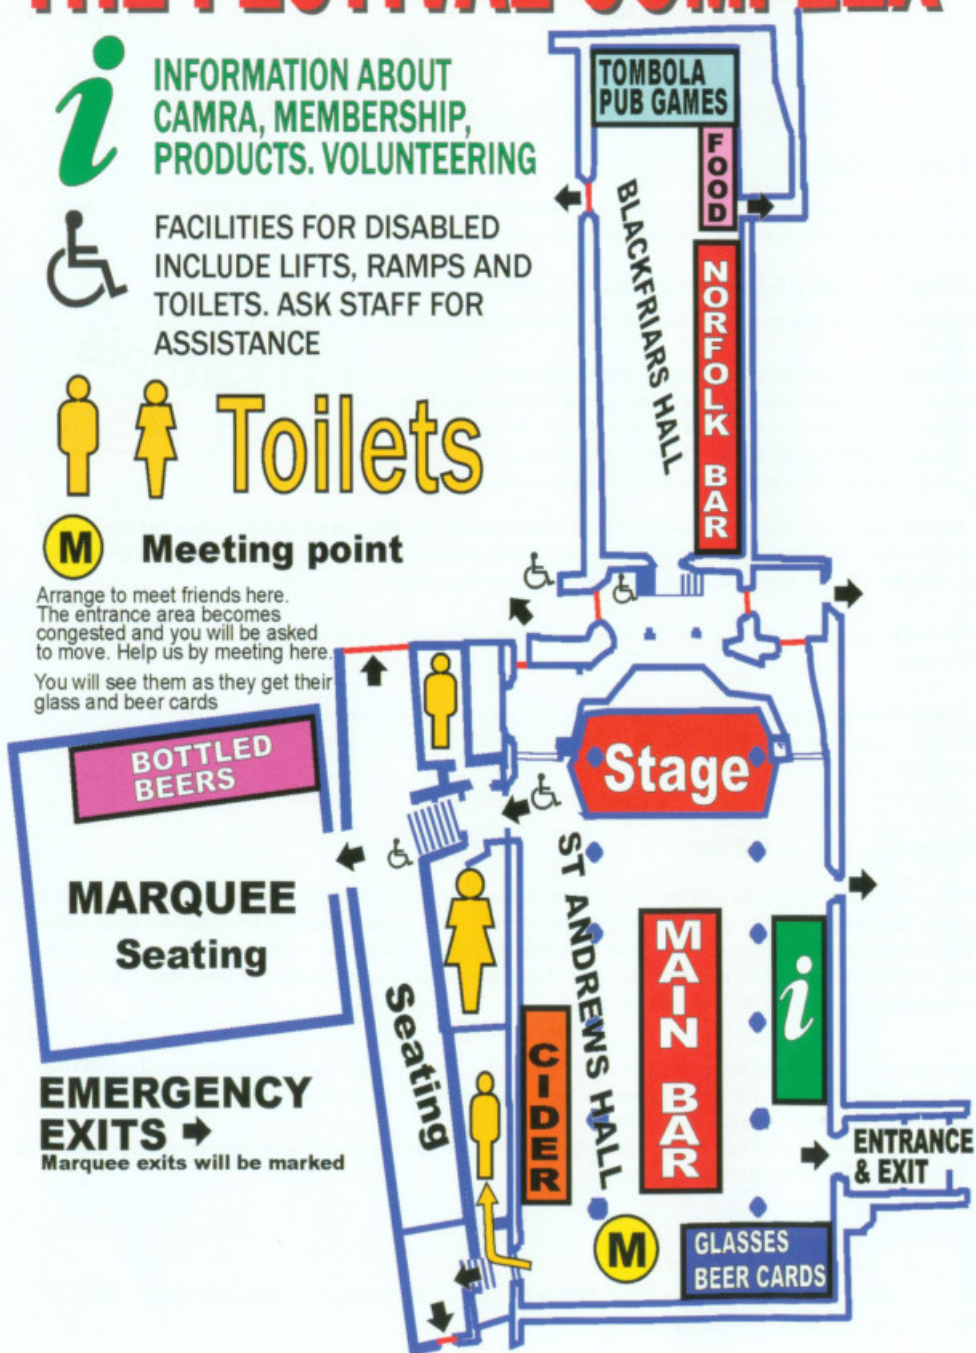 THE FESTIVAL COMPLEX
i
INFORMATION ABOUT
CAMRA, MEMBERSHIP,
PRODUCTS. VOLUNTEERING
FACILITIES FOR DISABLED
INCLUDE LIFTS, RAMPS AND
TOILETS. ASK STAFF FOR
ASSISTANCE
Toilets
M Meeting point
Arrange to meet friends here.
The entrance area becomes
congested and you will be asked
to move. Help us by meeting here.
You will see them as they get their
glass and beer cards
TOMBOLA
PUB GAMES
FOOD
BLACKFRIARS HALL
NORFOLK BAR
BOTTLED
BEERS
MARQUEE
Seating
Stage
ST ANDREWS HALL
MAIN BAR
i
Seating
CIDER
EMERGENCY
EXITS
Marquee exits will be marked
ENTRANCE
& EXIT
M
GLASSES
BEER CARDS